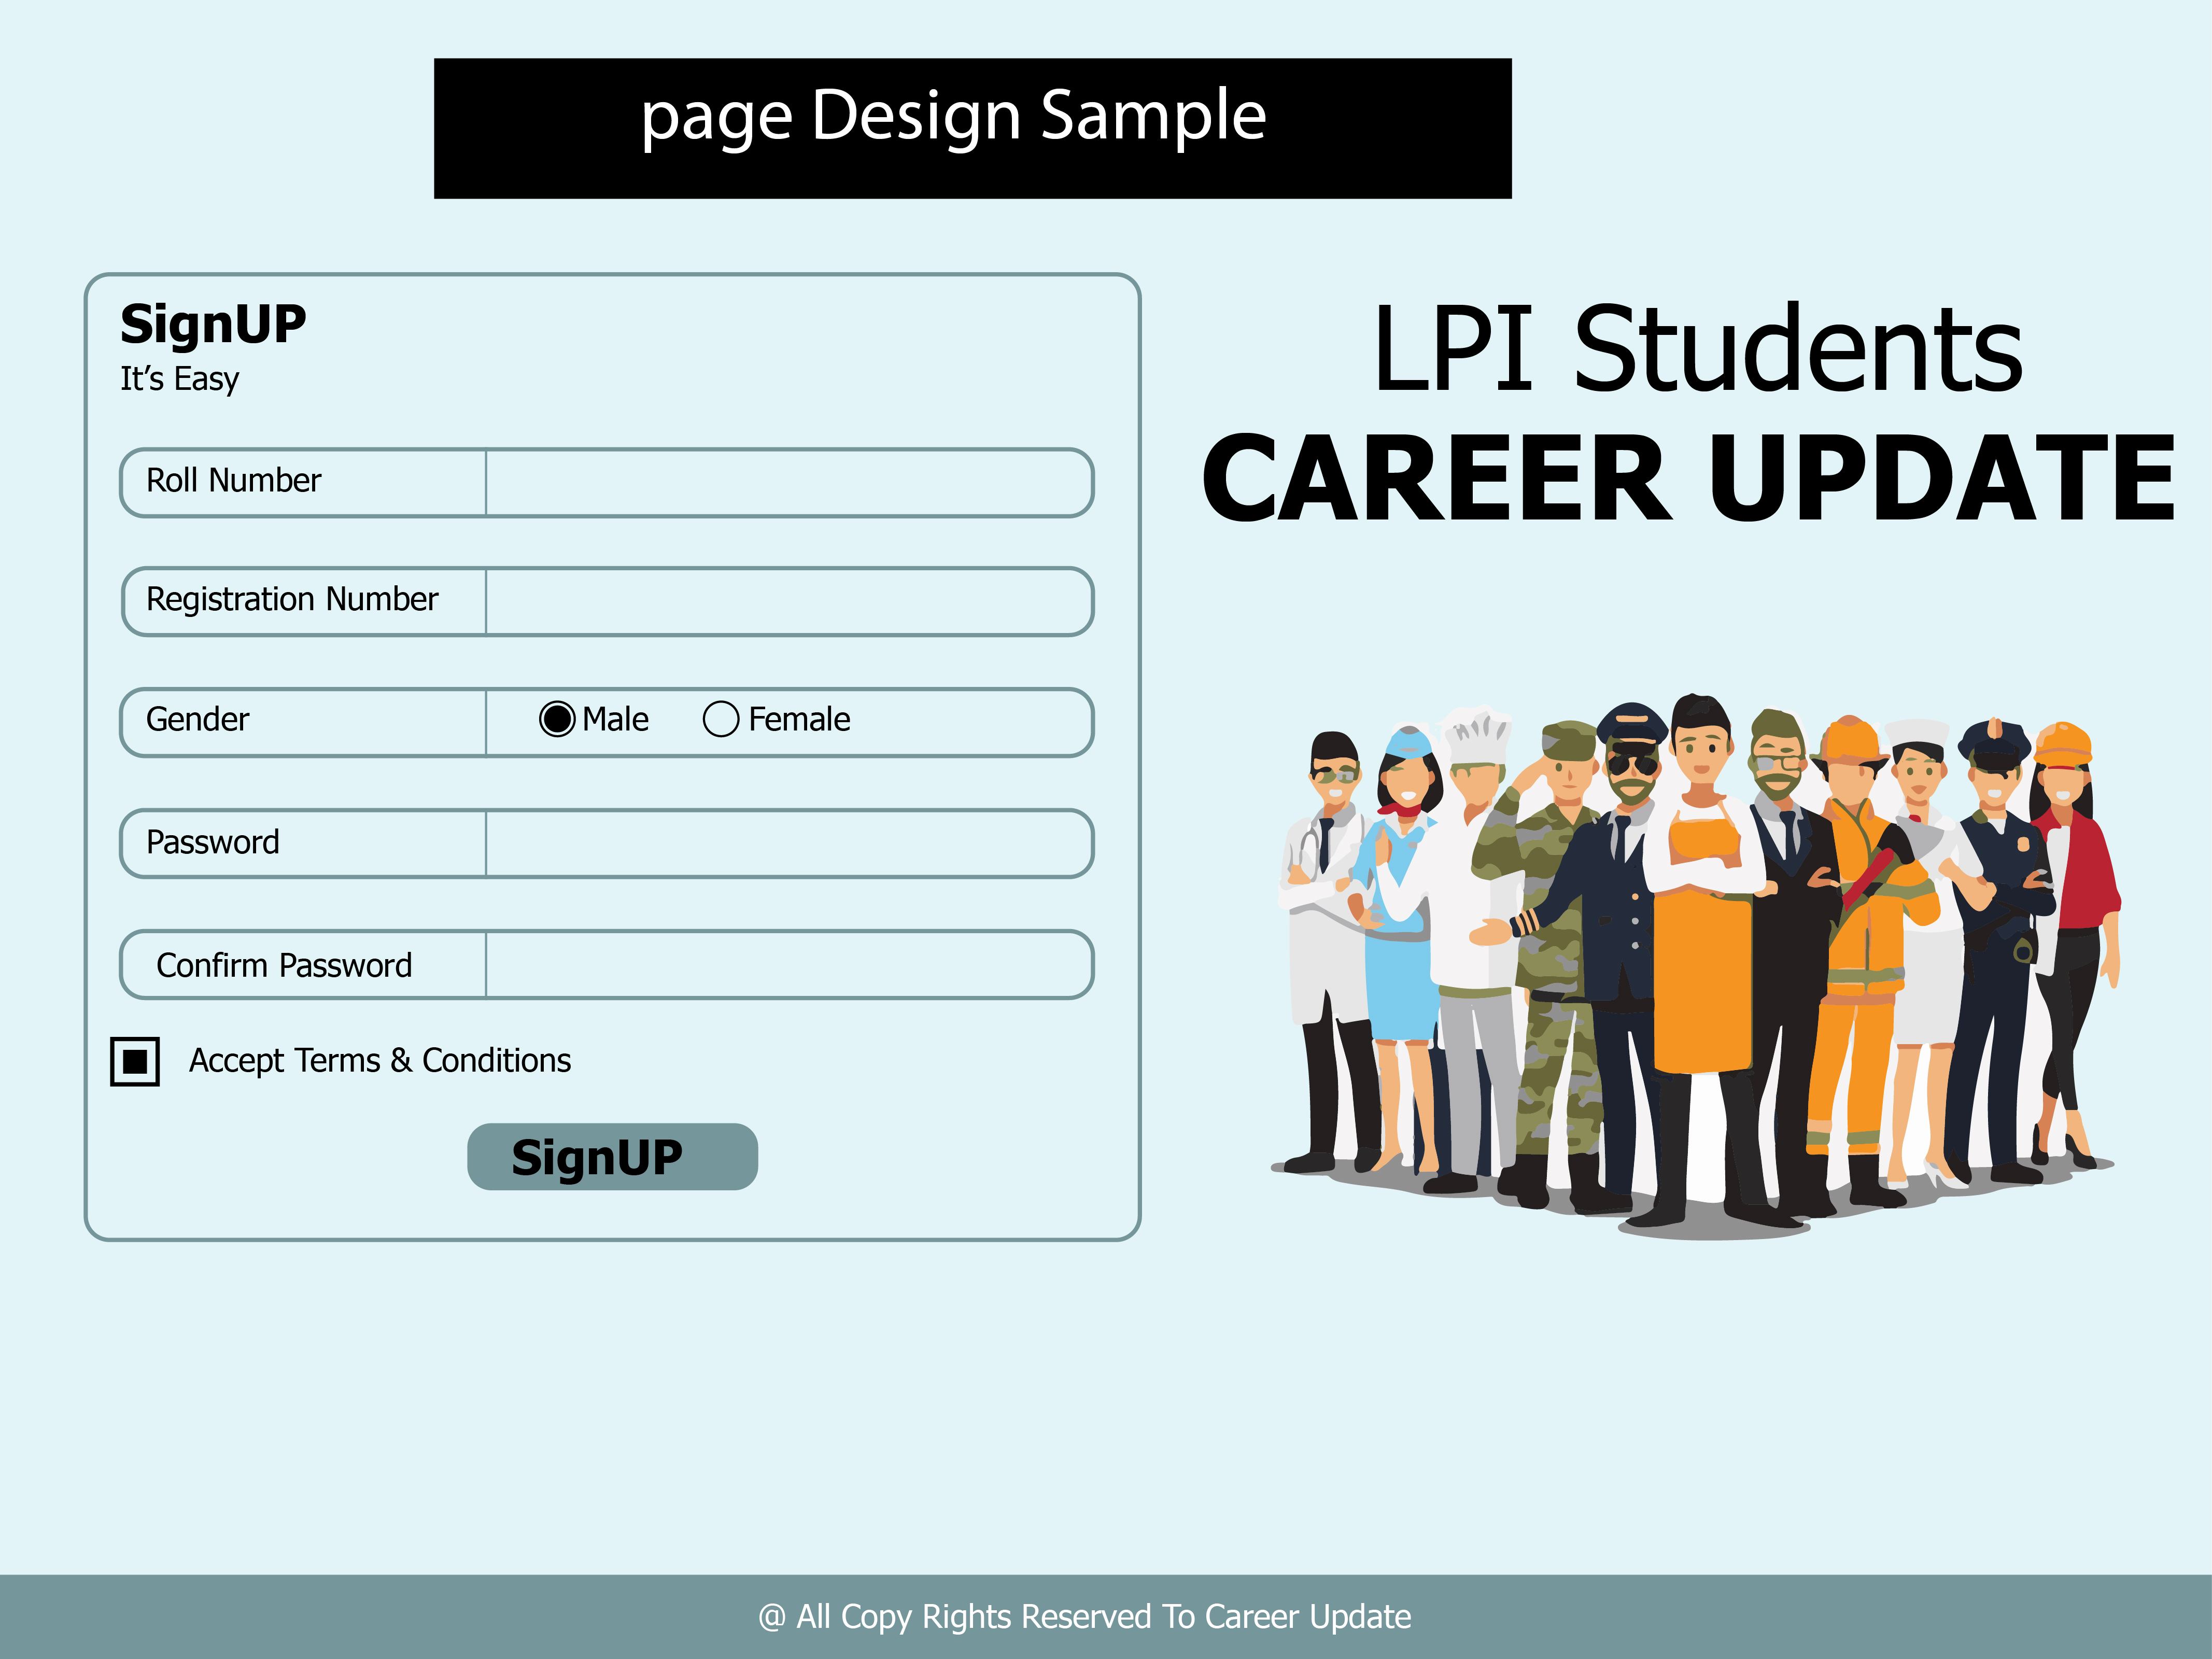 page Design Sample
SignUP
It's Easy
Roll Number
Registration Number
Gender
Male
Female
Password
Confirm Password
Accept Terms & Conditions
SignUP
LPI Students
CAREER UPDATE
@ All Copy Rights Reserved To Career Update